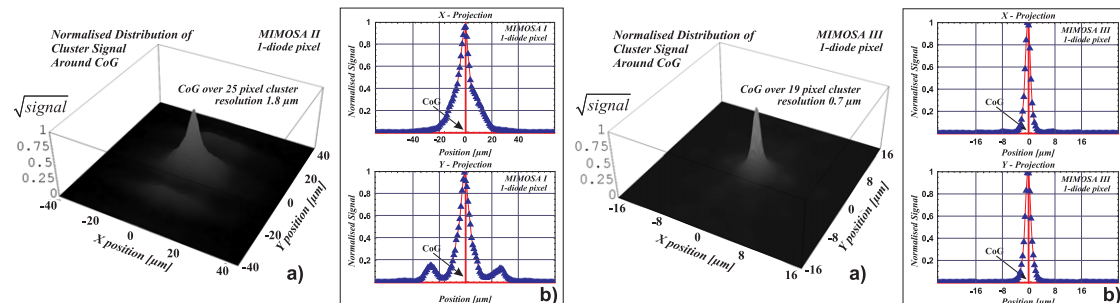 Normalised Distribution of
Cluster Signal
Around CoG
MIMOSA II
1-diode pixel
CoG over 25 pixel cluster
resolution 1.8 µm
√signal
1
0.75
0.5
0.25
0
-40
-20
0
20
40
X position [µm]
-40
-20
0
20
40
Y position [µm]
a)
X - Projection
MIMOSA I
1-diode pixel
Normalised Signal
1
0.8
0.6
0.4
0.2
CoG
-40
-20
0
20
40
Position [µm]
Y - Projection
MIMOSA I
1-diode pixel
Normalised Signal
1
0.8
0.6
0.4
0.2
CoG
Position [µm]
b)
Normalised Distribution of
Cluster Signal
Around CoG
MIMOSA III
1-diode pixel
CoG over 19 pixel cluster
resolution 0.7 µm
√signal
1
0.75
0.5
0.25
0
-16
-8
0
8
16
X position [µm]
-16
-8
0
8
16
Y position [µm]
a)
X - Projection
MIMOSA III
1-diode pixel
Normalised Signal
1
0.8
0.6
0.4
0.2
CoG
-16
-8
0
8
16
Position [µm]
Y - Projection
MIMOSA III
1-diode pixel
Normalised Signal
1
0.8
0.6
0.4
0.2
CoG
-16
-8
0
8
16
Position [µm]
b)